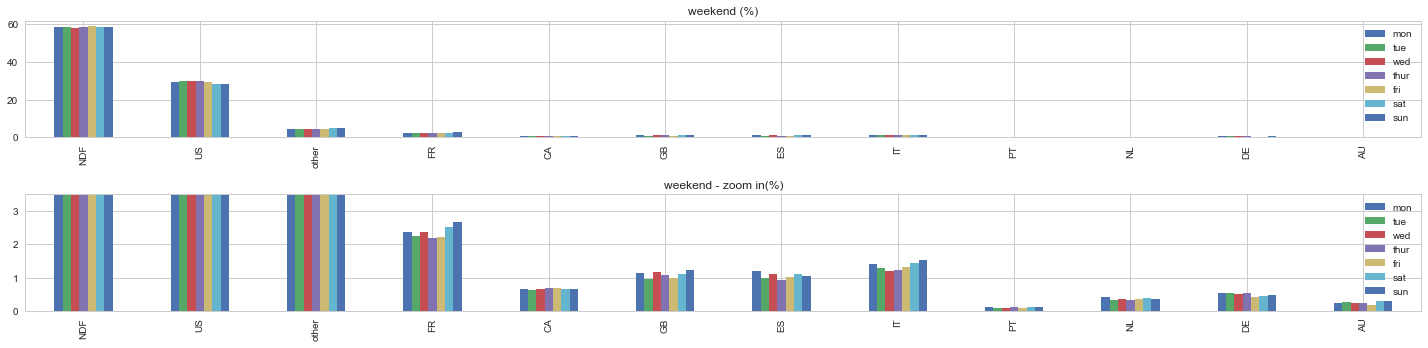 weekend (%)
60
40
20
0
mon
tue
wed
thur
fri
sat
sun
NDF
US
other
FR
CA
GB
ES
IT
PT
NL
DE
AU
weekend - zoom in(%)
3
2
1
0
mon
tue
wed
thur
fri
sat
sun
NDF
US
other
FR
CA
GB
ES
IT
PT
NL
DE
AU